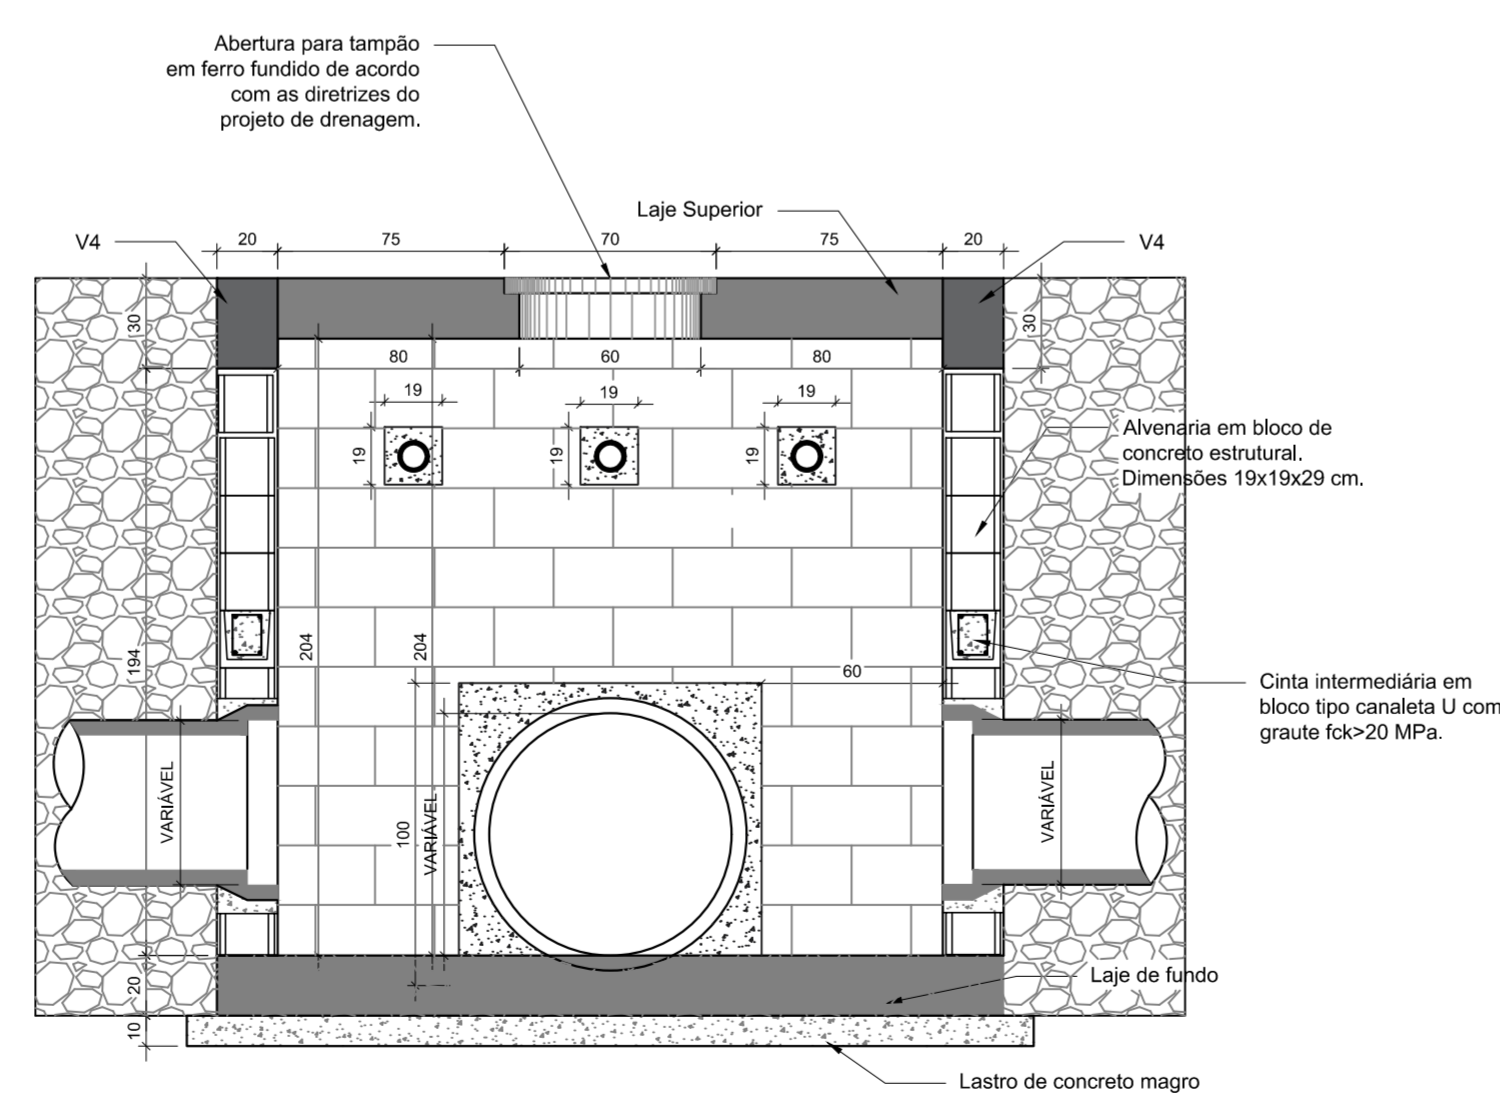 Abertura para tampão
em ferro fundido de acordo
com as diretrizes do
projeto de drenagem.
Laje Superior
V4
20
75
70
75
20
V4
30
30
80
60
80
19
19
19
19
19
19
Alvenaria em bloco de
concreto estrutural.
Dimensões 19x19x29 cm.
194
204
204
60
Cinta intermediária em
bloco tipo canaleta U com
graute fck>20 MPa.
VARIÁVEL
100
VARIÁVEL
VARIÁVEL
20
Laje de fundo
10
Lastro de concreto magro